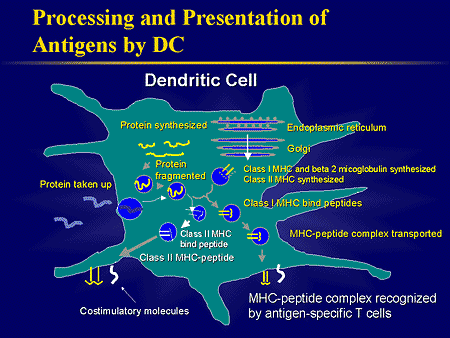 Processing and Presentation of
Antigens by DC
Dendritic Cell
Protein synthesized
Endoplasmic reticulum
Golgi
Protein
fragmented
Class I MHC and beta 2 micoglobulin synthesized
Class II MHC synthesized
Protein taken up
Class I MHC bind peptides
Class II MHC
bind peptide
MHC-peptide complex transported
Class II MHC-peptide
Costimulatory molecules
MHC-peptide complex recognized
by antigen-specific T cells